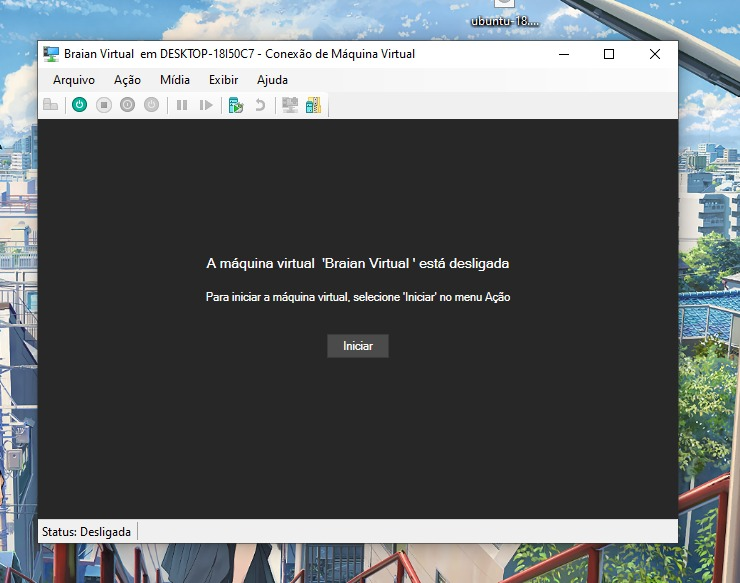 ubuntu-18....
Braian Virtual  em DESKTOP-18I50C7 - Conexão de Máquina Virtual
Arquivo Ação Mídia Exibir Ajuda
A máquina virtual  'Braian Virtual ' está desligada
Para iniciar a máquina virtual, selecione 'Iniciar' no menu Ação
Iniciar
Status: Desligada